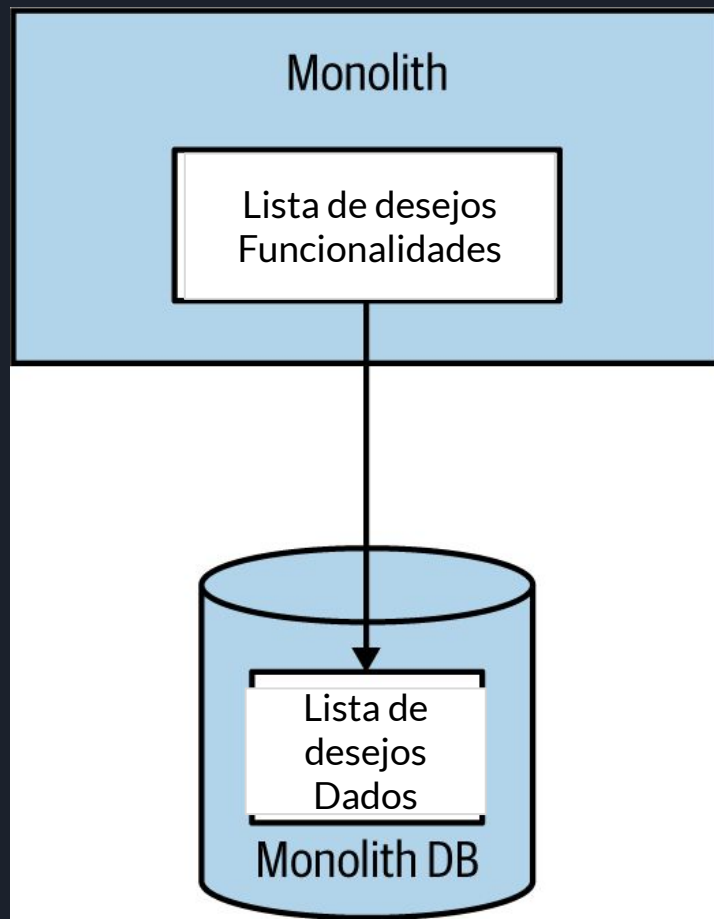 Monolith
Lista de desejos
Funcionalidades
Lista de
desejos
Dados
Monolith DB